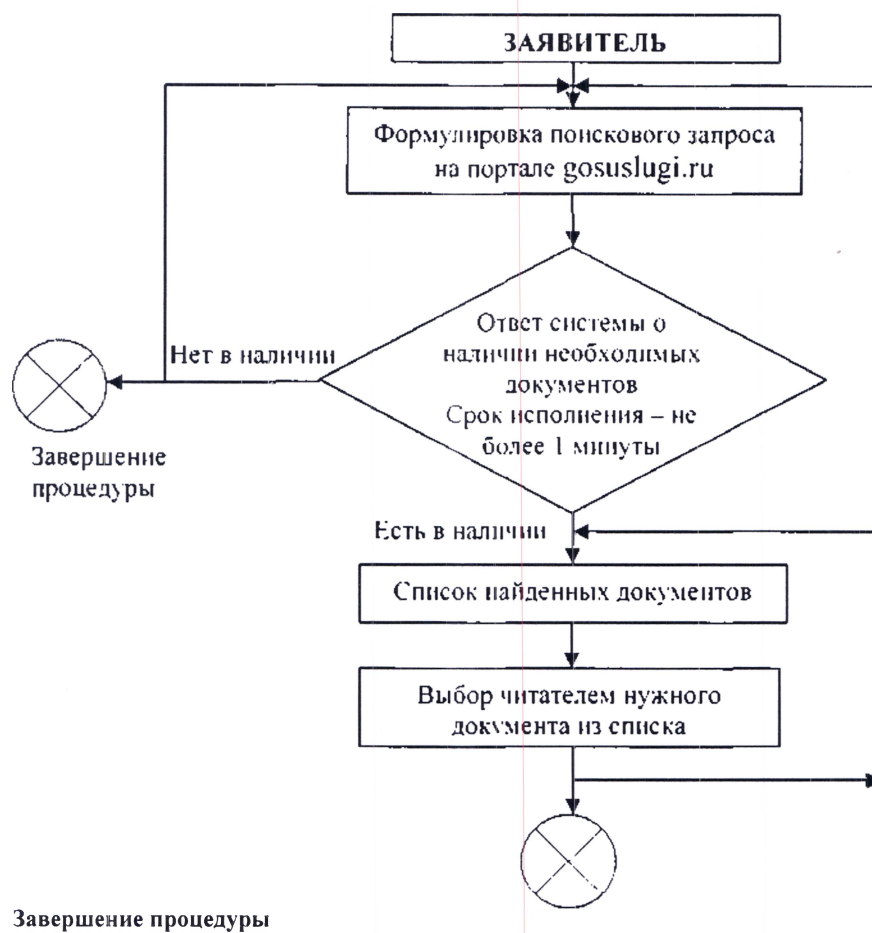 ЗАЯВИТЕЛЬ
Формулировка поискового запроса
на портале gosuslugi.ru
Ответ системы о
наличии необходимых
документов
Срок исполнения – не
более 1 минуты
Нет в наличии
Завершение
процедуры
Есть в наличии
Список найденных документов
Выбор читателем нужного
документа из списка
Завершение процедуры